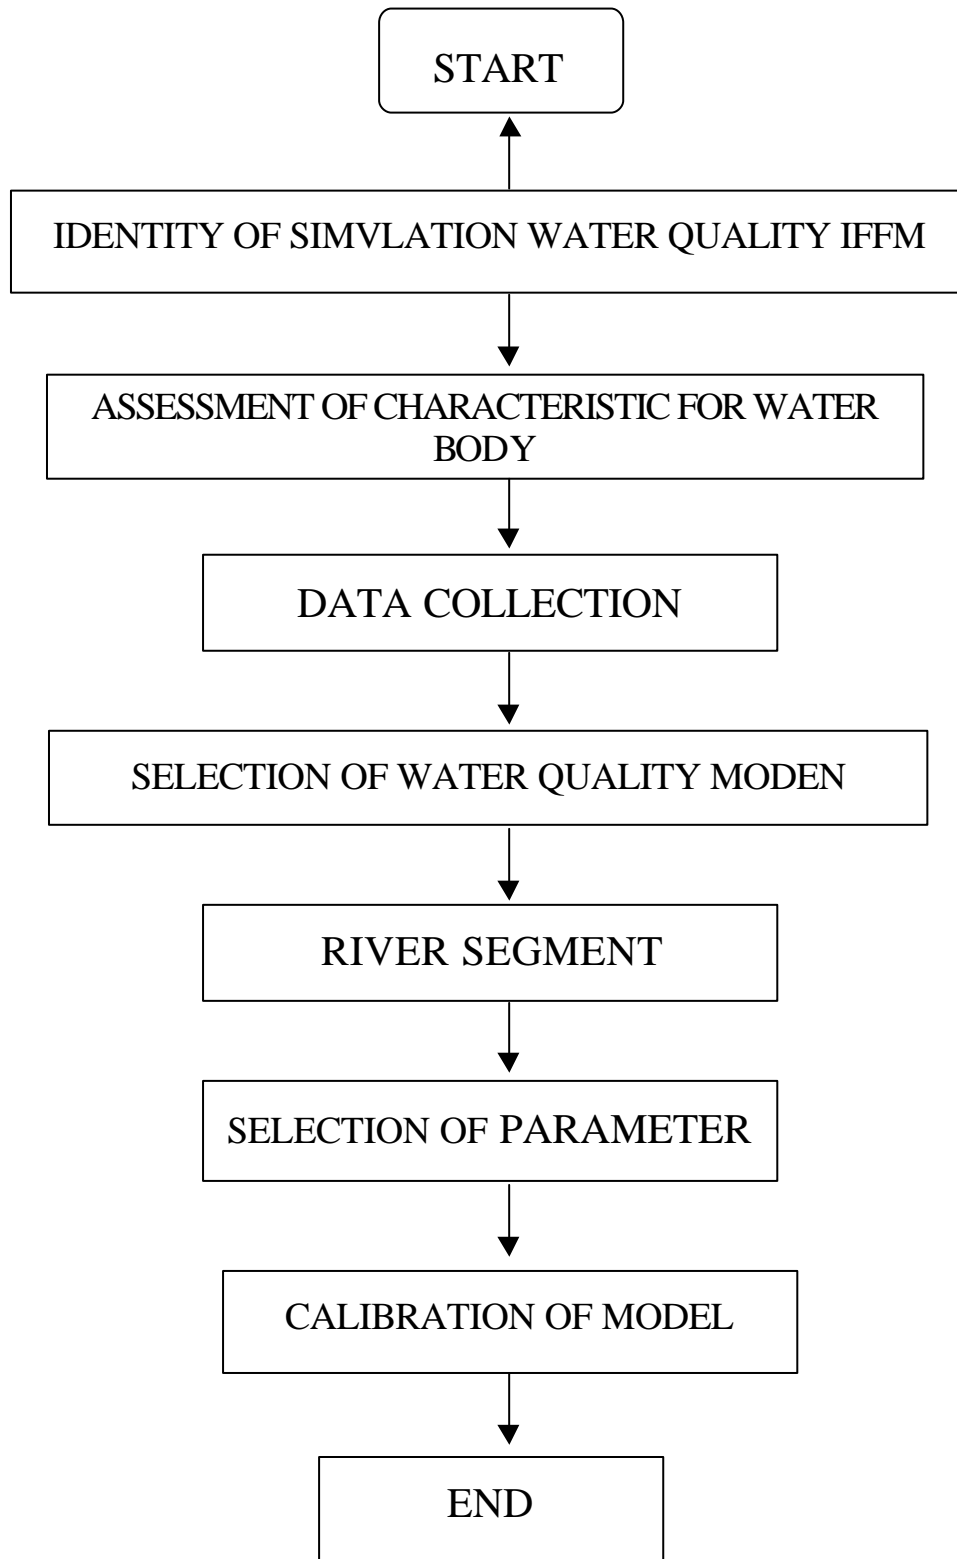 START
IDENTITY OF SIMVLATION WATER QUALITY IFFM
ASSESSMENT OF CHARACTERISTIC FOR WATER
BODY
DATA COLLECTION
SELECTION OF WATER QUALITY MODEN
RIVER SEGMENT
SELECTION OF PARAMETER
CALIBRATION OF MODEL
END